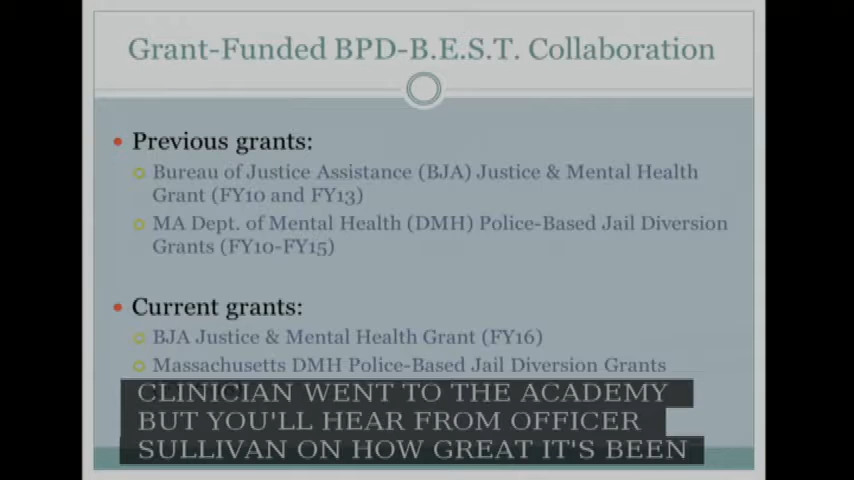 Grant-Funded BPD-B.E.S.T. Collaboration
Previous grants:
Bureau of Justice Assistance (BJA) Justice & Mental Health
Grant (FY10 and FY13)
MA Dept. of Mental Health (DMH) Police-Based Jail Diversion
Grants (FY10-FY15)
Current grants:
BJA Justice & Mental Health Grant (FY16)
Massachusetts DMH Police-Based Jail Diversion Grants
CLINICIAN WENT TO THE ACADEMY
BUT YOU'LL HEAR FROM OFFICER
SULLIVAN ON HOW GREAT IT'S BEEN